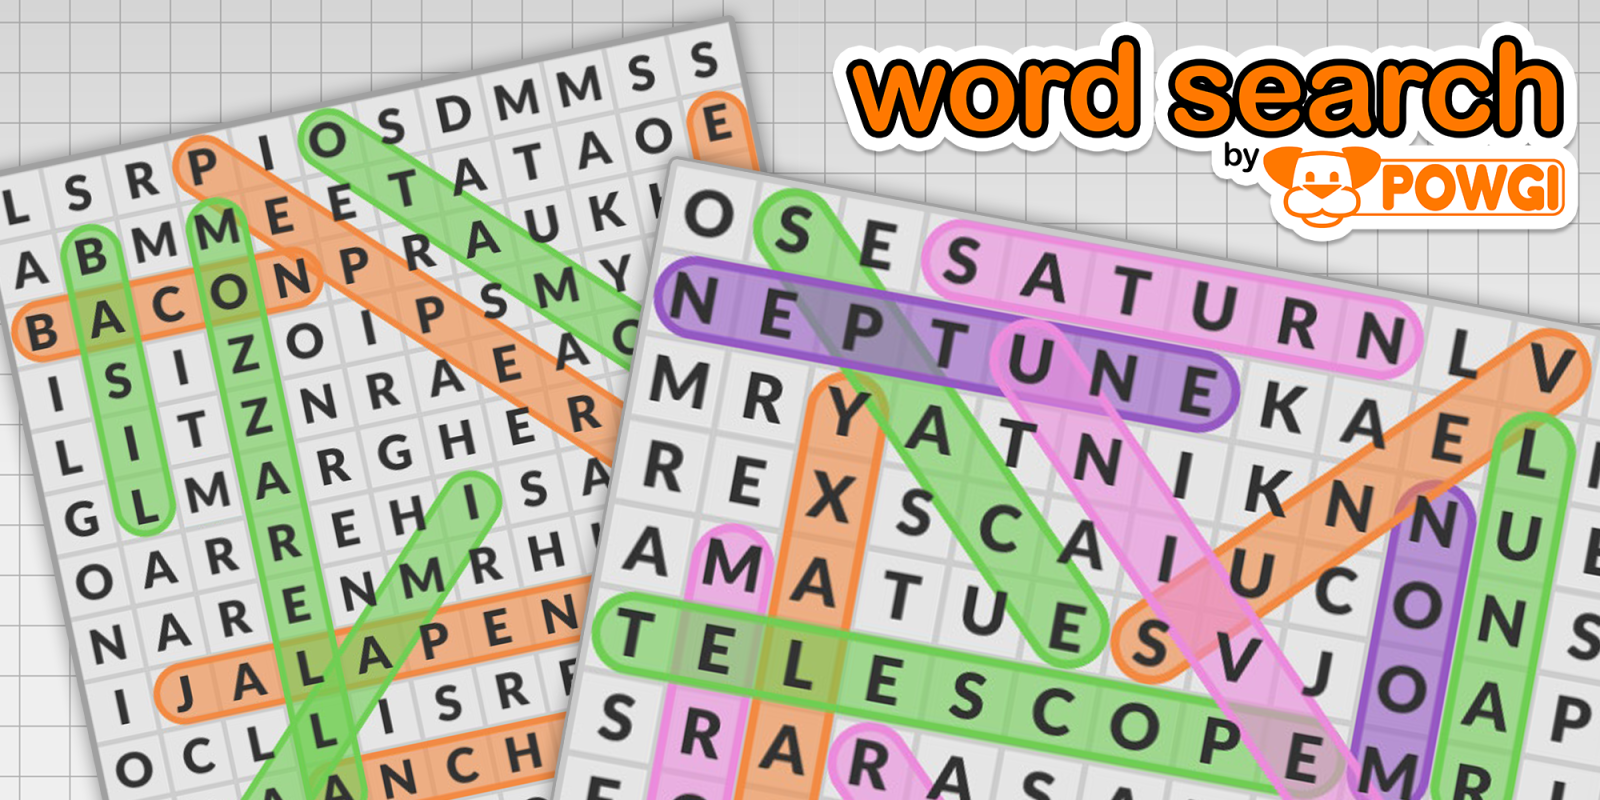 word search
by POWGI
L S R P I O S D M M S S
A B M M E E T A T A O E
B A C O N P R A U K
I S I Z O I P S M Y
L I T Z N R A E A
G L M A R G H E R
O A R R E H I S A
N A R E N M R H
I J A L A P E N
O C L L I S R
A A N C H
O S E S A T U R N L V
N E P T U N E K A E L
M R Y A T N I K N N U E
R E X S C A I U C O N S
A M A T U E S V J O A P
T E L E S C O P E M R
S R A R A S